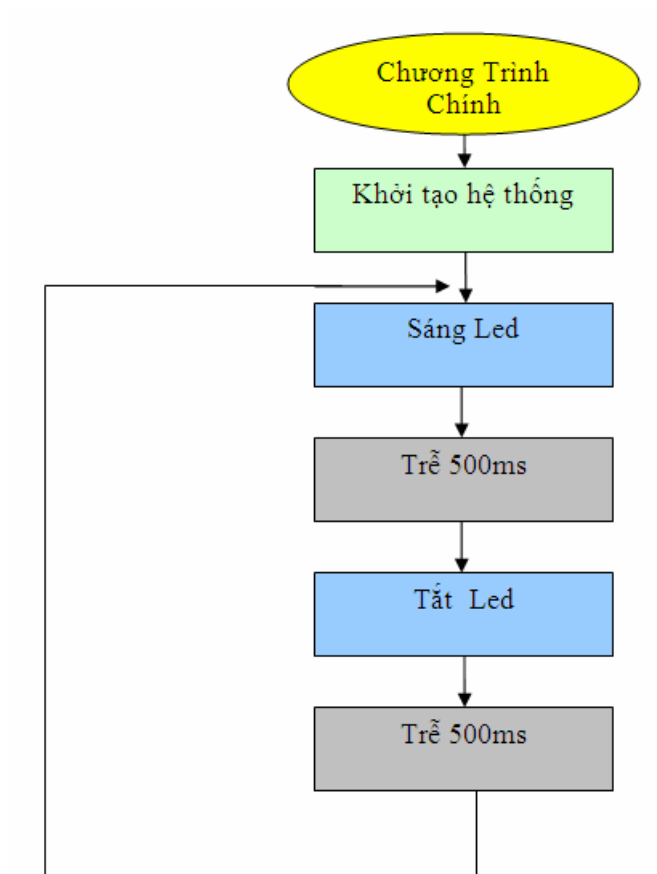 Chương Trình
Chính
Khởi tạo hệ thống
Sáng Led
Trễ 500ms
Tắt Led
Trễ 500ms